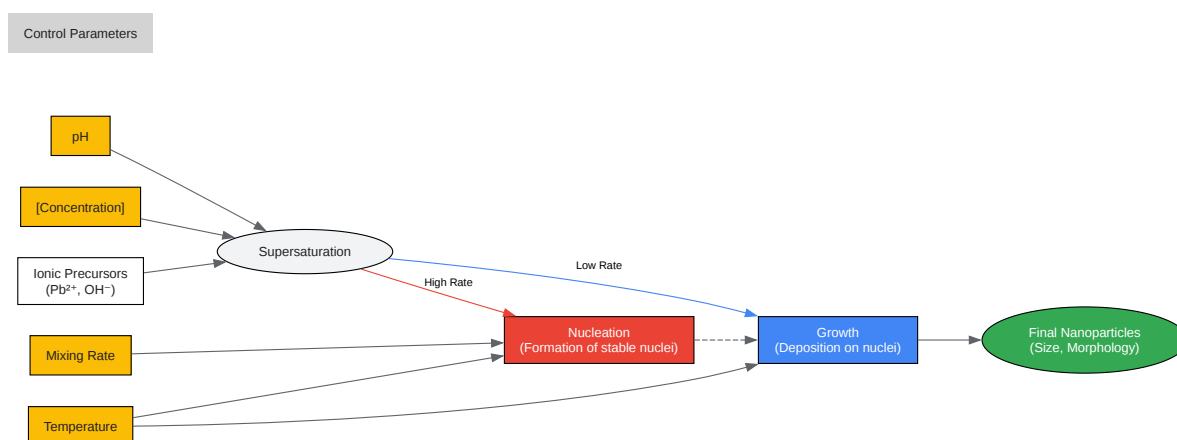 Control Parameters
pH
[Concentration]
Supersaturation
Ionic Precursors
(Pb²⁺, OH⁻)
Low Rate
High Rate
Nucleation
(Formation of stable nuclei)
Growth
(Deposition on nuclei)
Final Nanoparticles
(Size, Morphology)
Mixing Rate
Temperature